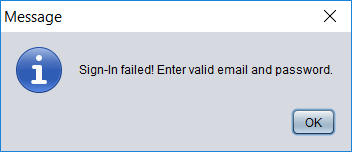 Message
Sign-In failed! Enter valid email and password.
OK